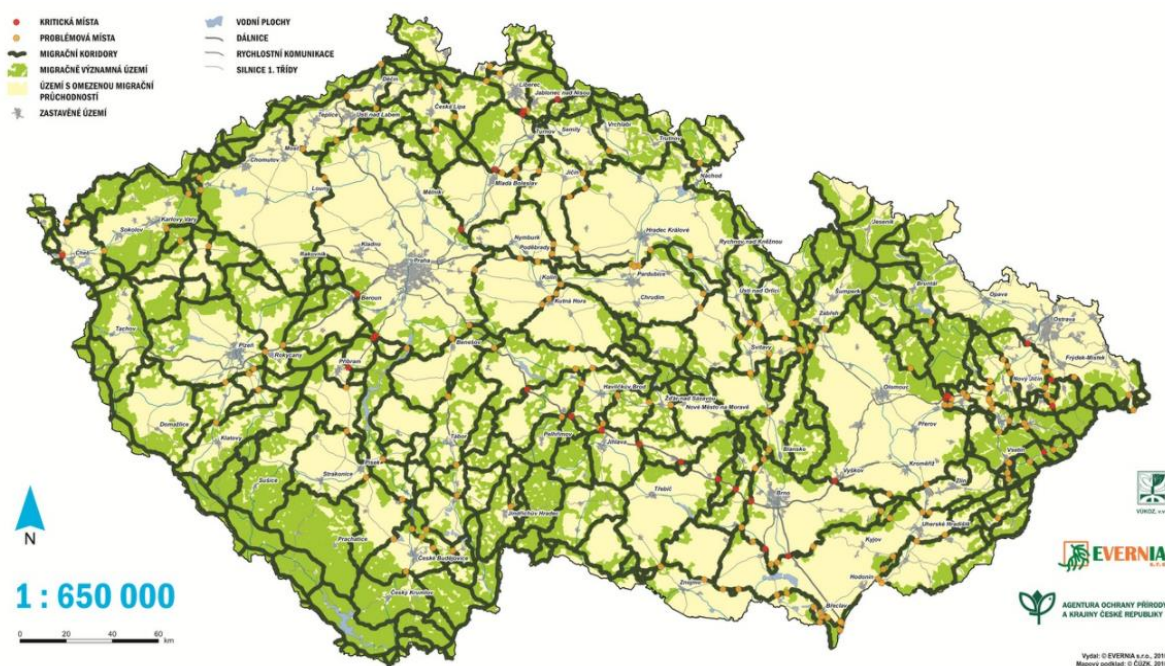 KRITICKÁ MÍSTA
PROBLÉMOVÁ MÍSTA
MIGRAČNÍ KORIDORY
MIGRAČNĚ VÝZNAMNÁ ÚZEMÍ
ÚZEMÍ S OMEZENOU MIGRAČNÍ
PRŮCHODNOSTÍ
ZASTAVĚNÉ ÚZEMÍ
VODNÍ PLOCHY
DÁLNICE
RYCHLOSTNÍ KOMUNIKACE
SILNICE 1. TŘÍDY
Děčín
Liberec
Jablonec nad Nisou
Teplice
Ústí nad Labem
Česká Lípa
Most
Turnov
Semily
Vrchlabí
Trutnov
Chomutov
Louny
Mělník
Mladá Boleslav
Jičín
Náchod
Karlovy Vary
Sokolov
Cheb
Rakovník
Kladno
Praha
Nymburk
Poděbrady
Hradec Králové
Rychnov nad Kněžnou
Jeseník
Beroun
Kolín
Kutná Hora
Pardubice
Chrudim
Ústí nad Orlicí
Šumperk
Bruntál
Opava
Ostrava
Tachov
Plzeň
Rokycany
Příbram
Benešov
Svitavy
Zábřeh
Frýdek-Místek
Nový Jičín
Havlíčkův Brod
Žďár nad Sázavou
Nové Město na Moravě
Olomouc
Domažlice
Klatovy
Tábor
Pelhřimov
Jihlava
Blansko
Přerov
Vsetín
Strakonice
Písek
Sušice
Třebíč
Brno
Vyškov
Kroměříž
Zlín
Prachatice
Jindřichův Hradec
České Budějovice
Český Krumlov
Znojmo
Kyjov
Uherské Hradiště
Hodonín
Břeclav
N
1 : 650 000
0 20 40 60
km
EVERNIA
s.r.o.
AGENTURA OCHRANY PŘÍRODY
A KRAJINY ČESKÉ REPUBLIKY
Vydal: © EVERNIA s.r.o.,
Mapový podklad: © ČÚZK,